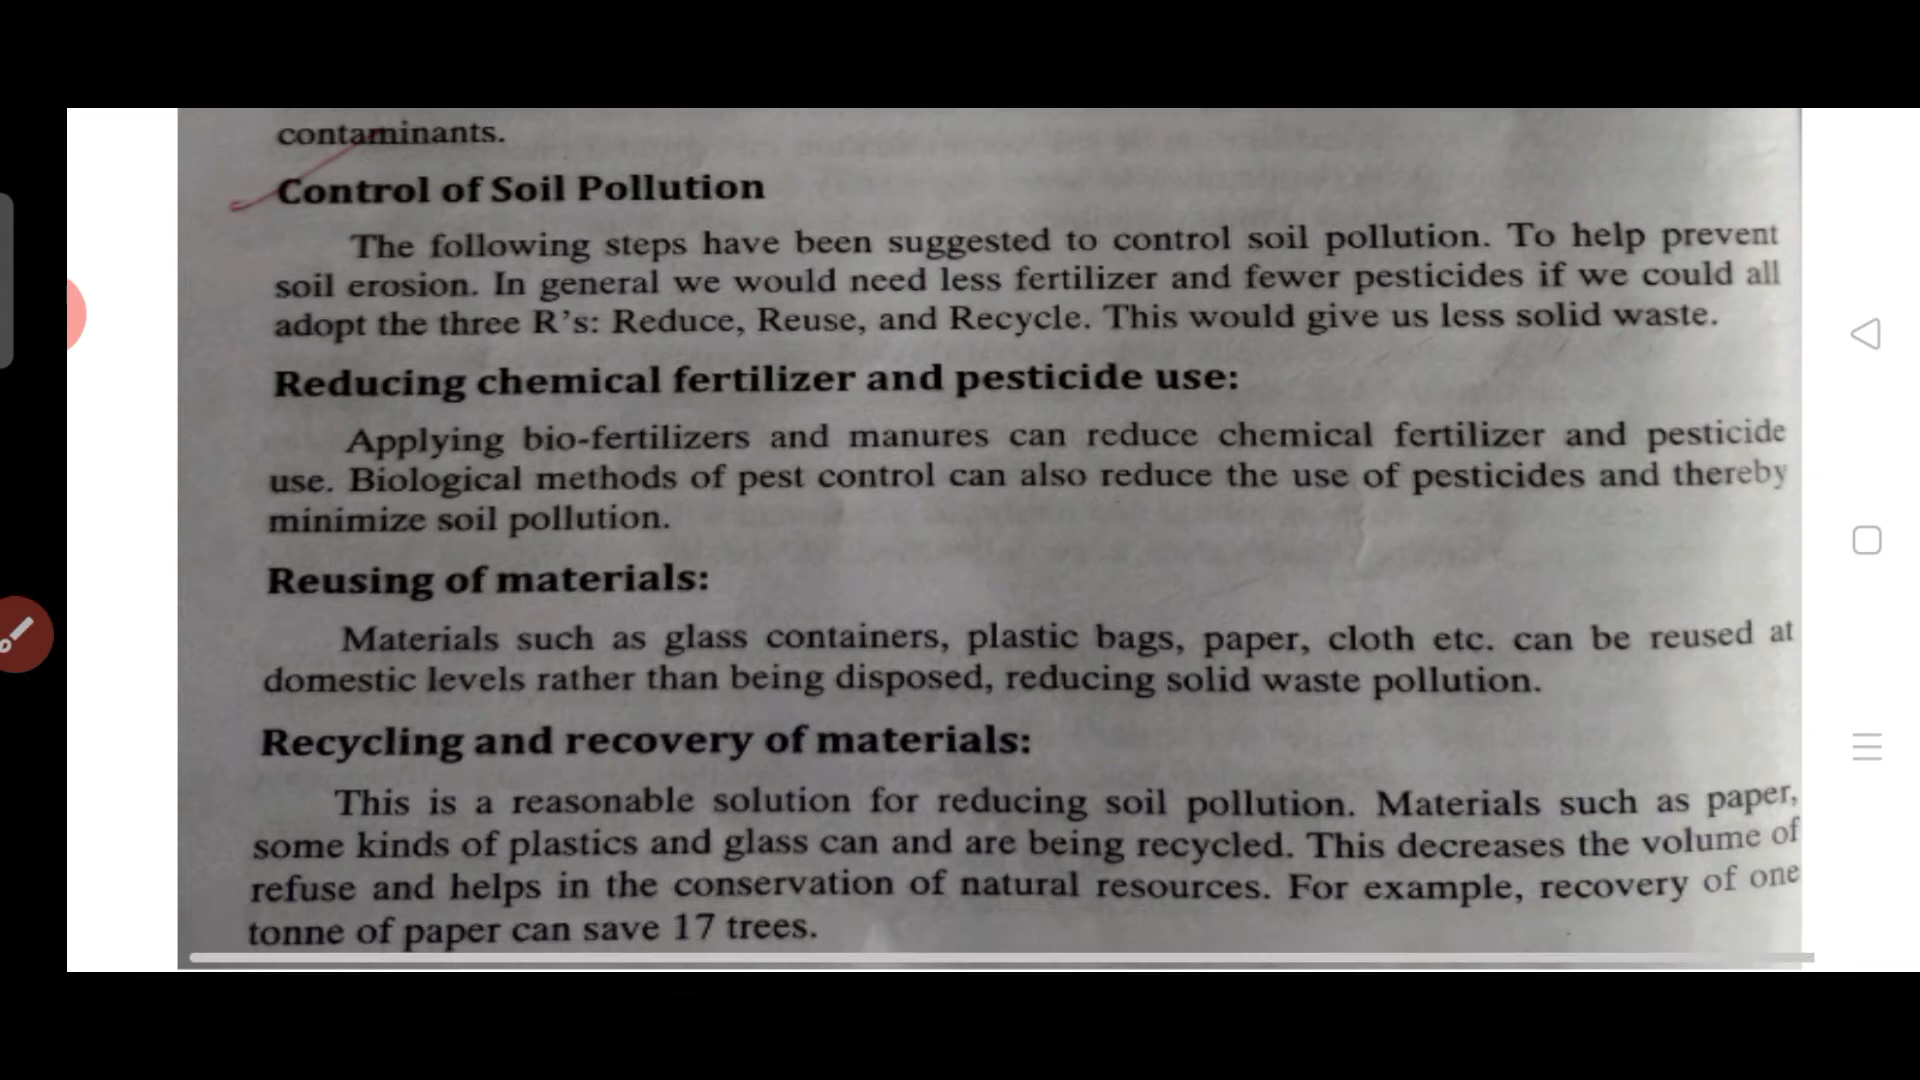 contaminants.
Control of Soil Pollution
The following steps have been suggested to control soil pollution. To help prevent
soil erosion. In general we would need less fertilizer and fewer pesticides if we could all
adopt the three R's: Reduce, Reuse, and Recycle. This would give us less solid waste.
Reducing chemical fertilizer and pesticide use:
Applying bio-fertilizers and manures can reduce chemical fertilizer and pesticide
use. Biological methods of pest control can also reduce the use of pesticides and thereby
minimize soil pollution.
Reusing of materials:
Materials such as glass containers, plastic bags, paper, cloth etc. can be reused at
domestic levels rather than being disposed, reducing solid waste pollution.
Recycling and recovery of materials:
This is a reasonable solution for reducing soil pollution. Materials such as paper,
some kinds of plastics and glass can and are being recycled. This decreases the volume of
refuse and helps in the conservation of natural resources. For example, recovery of one
tonne of paper can save 17 trees.